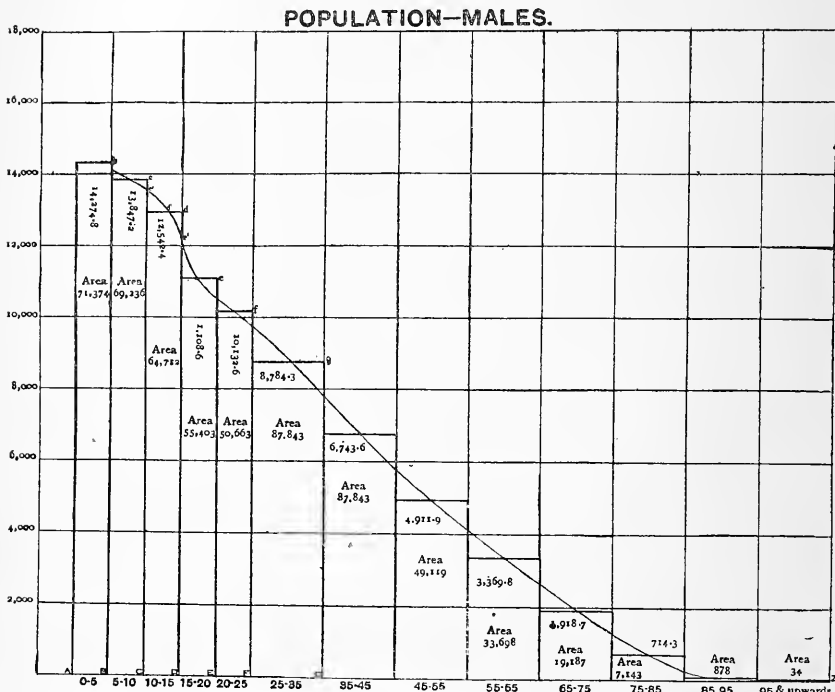 POPULATION—MALES.
18,000
16,000
14,000
12,000
10,000
8,000
6,000
4,000
2,000
14,274·8
Area
71,374
13,847·2
Area
69,236
12,542·4
Area
64,712
1,108·6
Area
55,403
10,132·6
Area
50,663
8,784·3
Area
87,843
6,743·6
Area
87,843
4,911·9
Area
49,119
3,369·8
Area
33,698
1,918·7
Area
19,187
714·3
Area
7,143
Area
878
Area
34
b
c
c'
d'
d
e'
e
f
g
A
B
C
D
E
F
G
0-5 5-10 10-15 15-20 20-25 25-35 35-45 45-55 55-65 65-75 75-85 85-95 95 & upwards